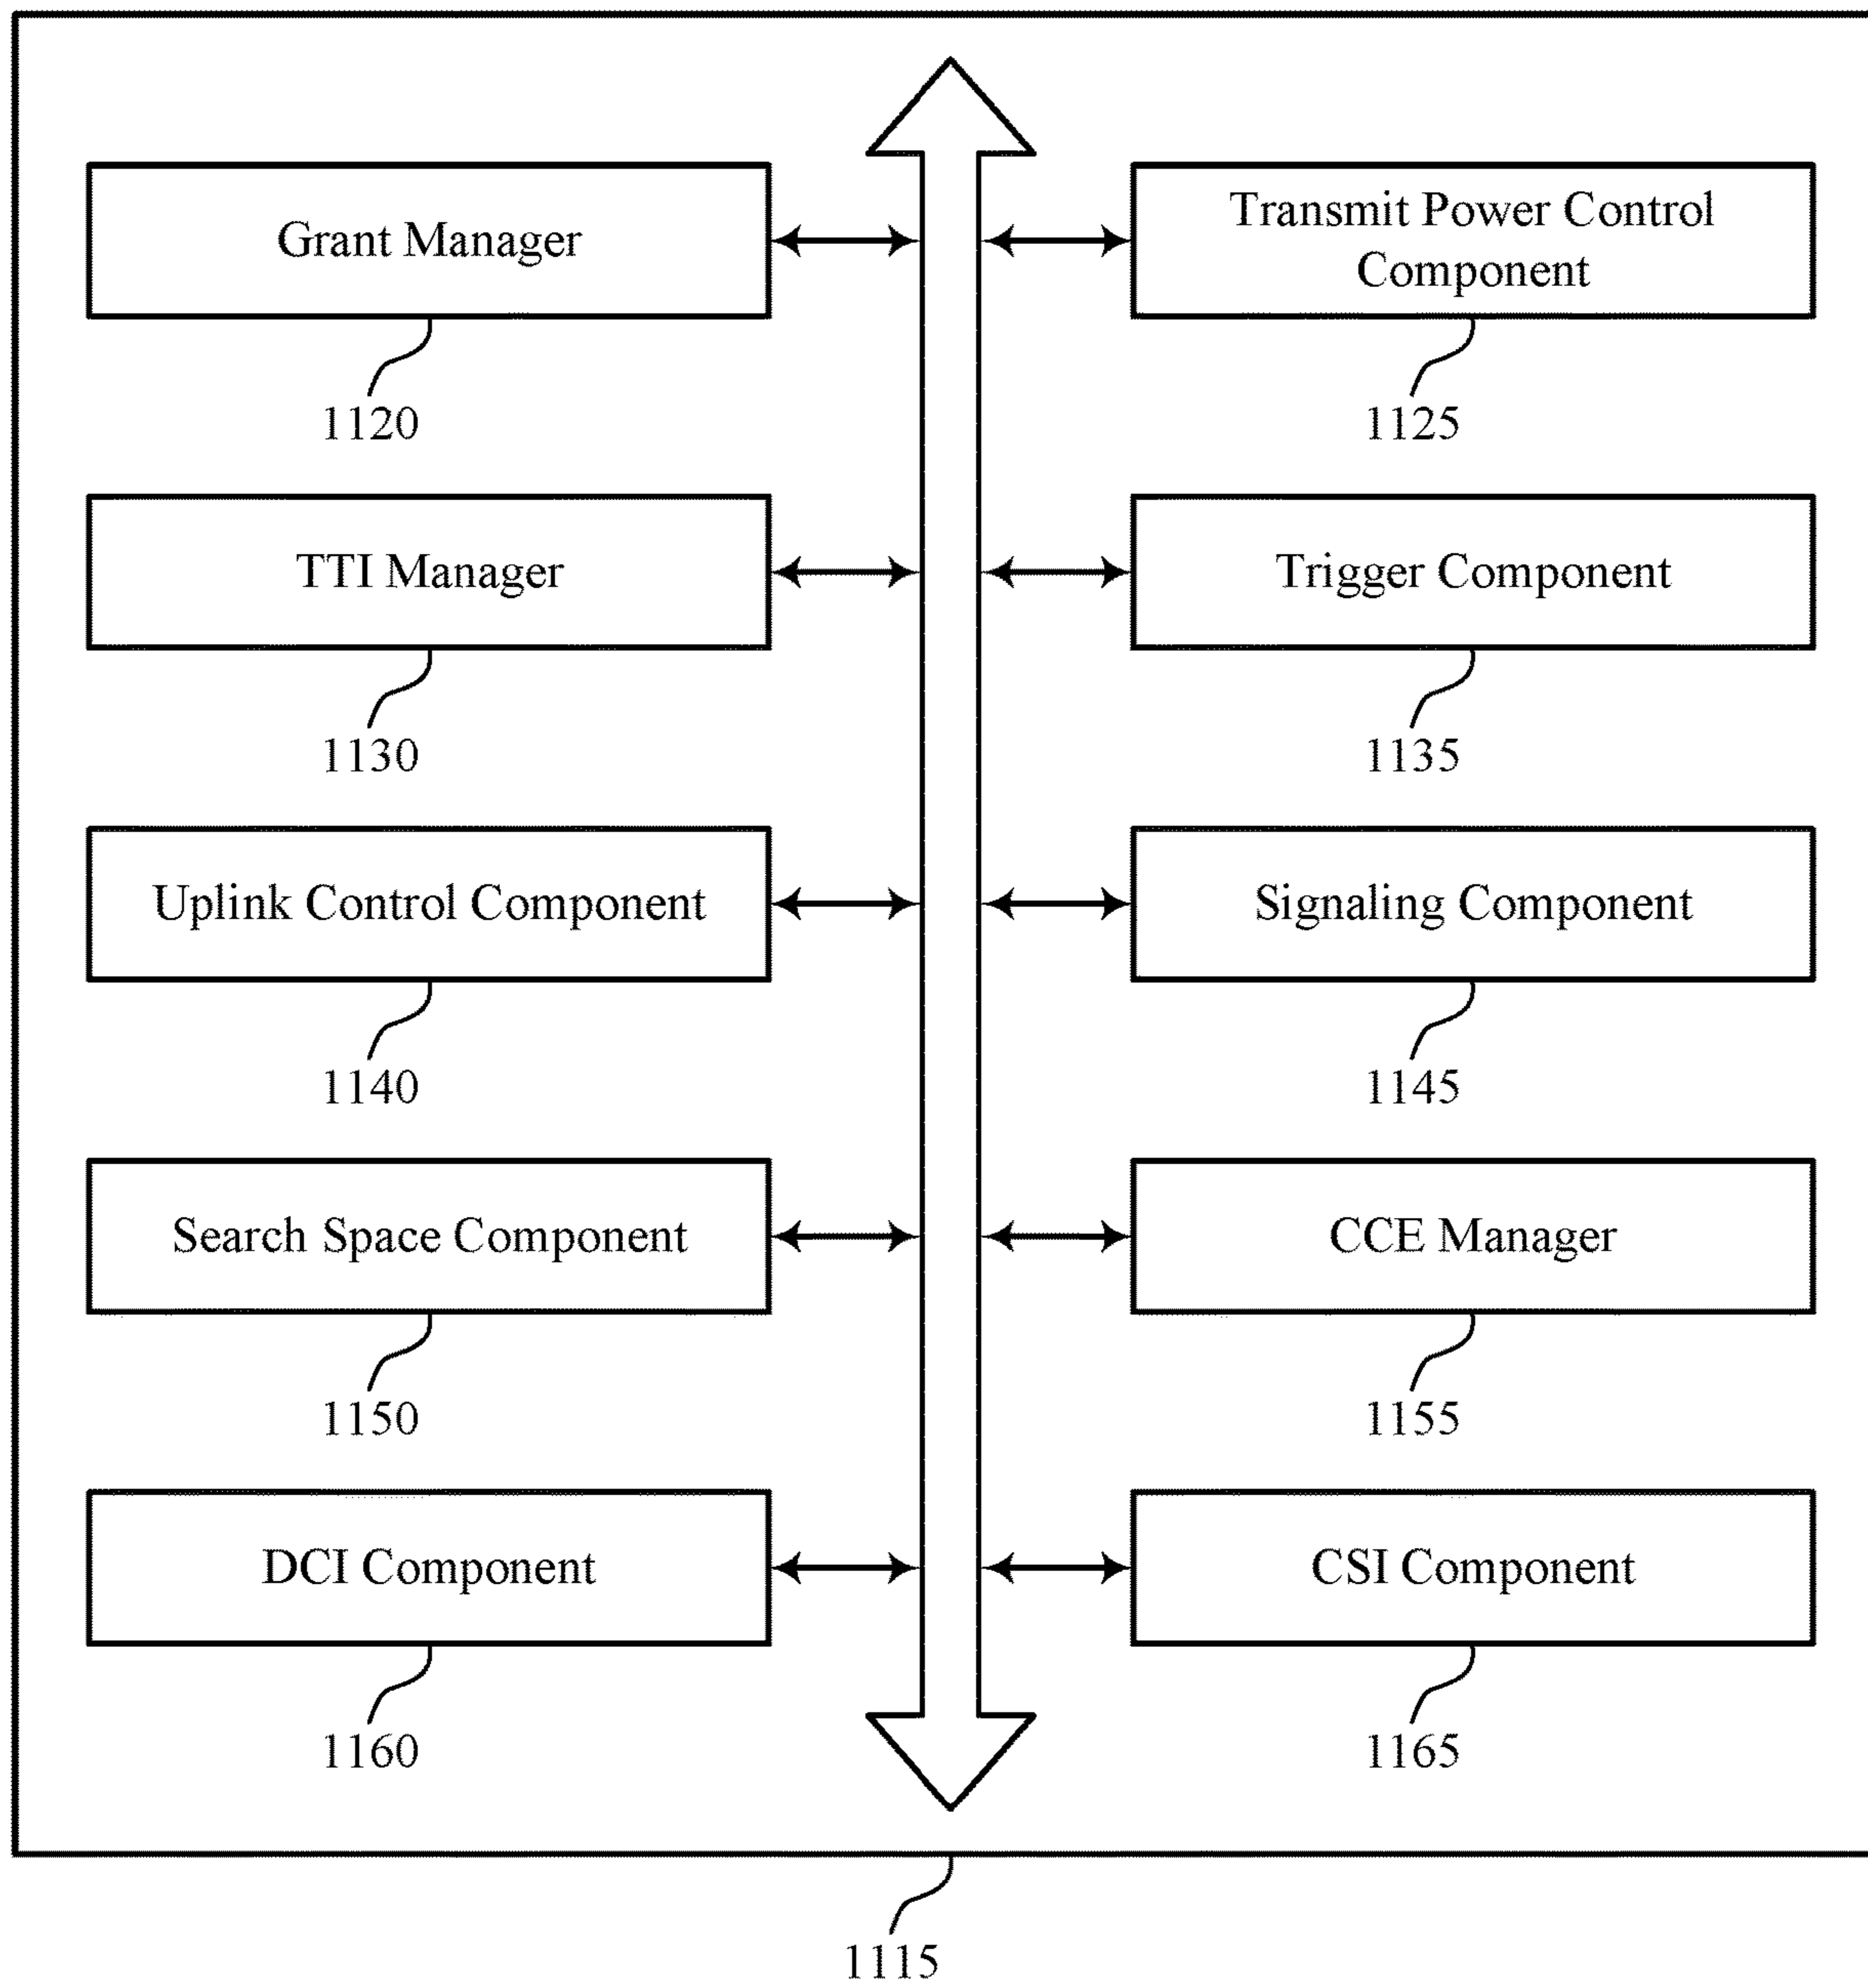 Grant Manager
1120
Transmit Power Control
Component
1125
TTI Manager
1130
Trigger Component
1135
Uplink Control Component
1140
Signaling Component
1145
Search Space Component
1150
CCE Manager
1155
DCI Component
1160
CSI Component
1165
1115